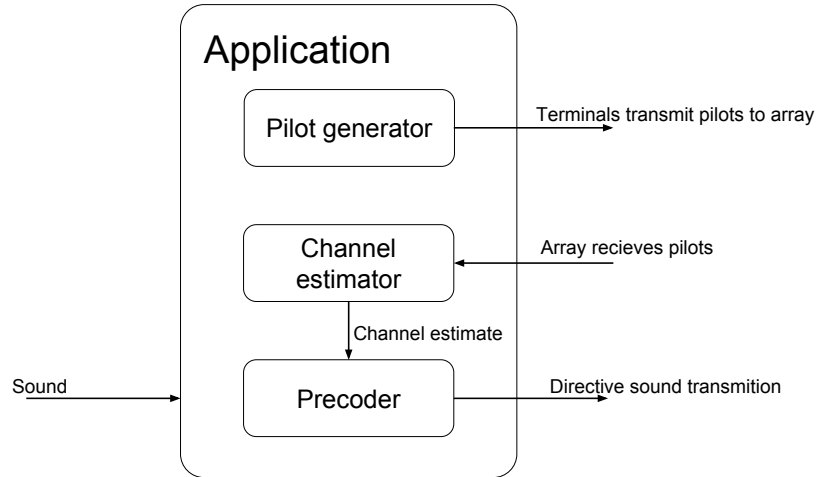 Application
Pilot generator
Terminals transmit pilots to array
Channel
estimator
Array recieves pilots
Channel estimate
Sound
Precoder
Directive sound transmition